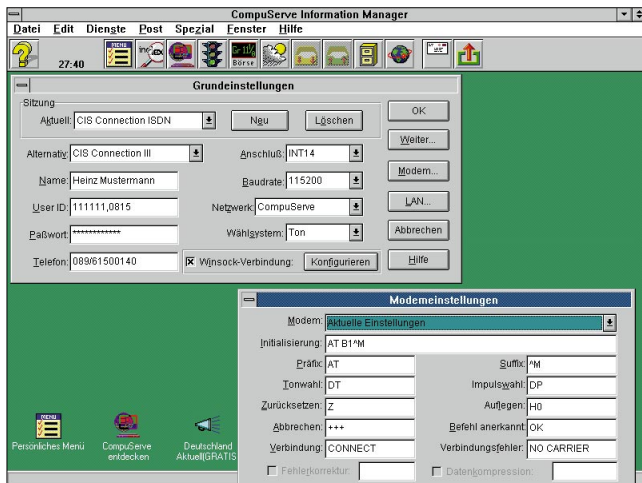 CompuServe Information Manager
Datei Edit Dienste Post Spezial Fenster Hilfe
27:40
MENU
Börse
Grundeinstellungen
Sitzung
Aktuell: CIS Connection ISDN
Neu
Löschen
OK
Alternativ: CIS Connection III
Anschluß: INT14
Weiter...
Name: Heinz Mustermann
Baudrate: 115200
Modem...
User ID: 111111,0815
Netzwerk: CompuServe
LAN...
Paßwort: ***********
Wählsystem: Ton
Abbrechen
Telefon: 089/61500140
Winsock-Verbindung:
Konfigurieren
Hilfe
Modemeinstellungen
Modem: Aktuelle Einstellungen
Initialisierung: AT B1^M
Präfix: AT
Suffix: ^M
Tonwahl: DT
Impulswahl: DP
Zurücksetzen: Z
Auflegen: H0
Abbrechen: +++
Befehl anerkannt: OK
Verbindung: CONNECT
Verbindungsfehler: NO CARRIER
Fehlerkorrektur:
Datenkompression:
MENU
Persönliches Menü
CompuServe
entdecken
Deutschland
Aktuell(GRATIS